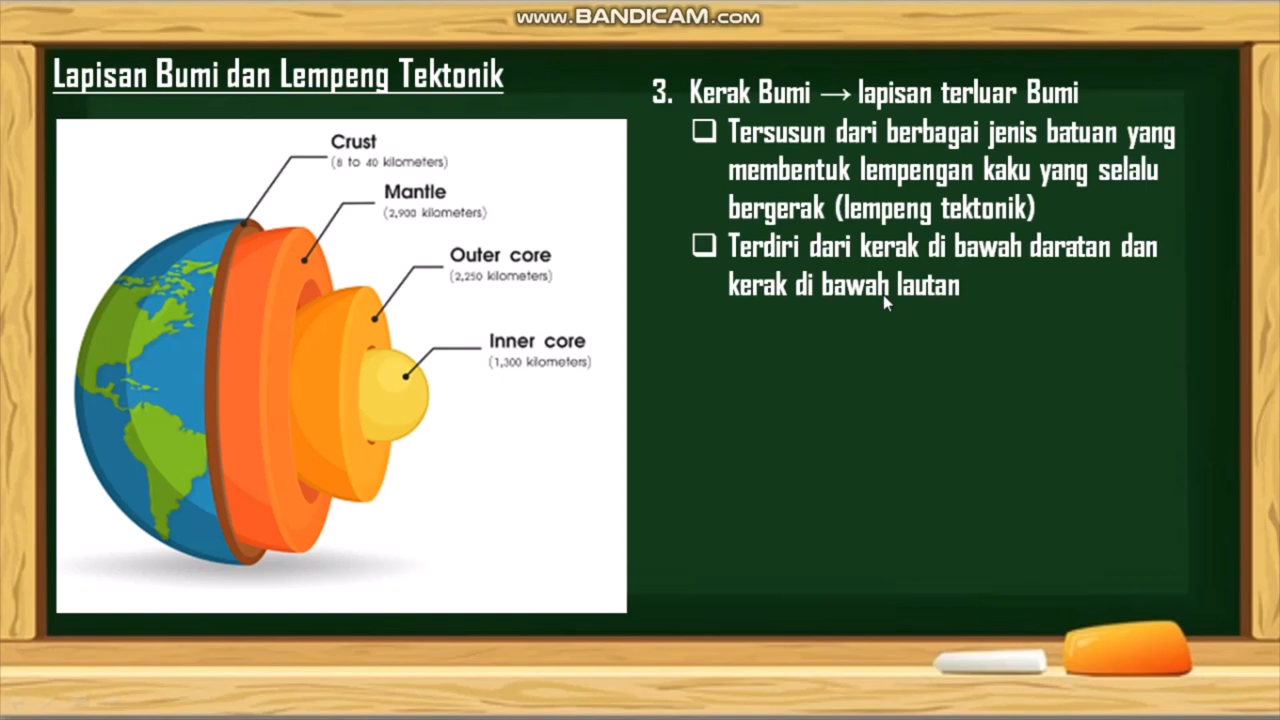 www.BANDICAM.com
Lapisan Bumi dan Lempeng Tektonik
Crust
(8 to 40 kilometers)
Mantle
(2,900 kilometers)
Outer core
(2,250 kilometers)
Inner core
(1,300 kilometers)
3. Kerak Bumi → lapisan terluar Bumi
❑ Tersusun dari berbagai jenis batuan yang
membentuk lempengan kaku yang selalu
bergerak (lempeng tektonik)
❑ Terdiri dari kerak di bawah daratan dan
kerak di bawah lautan